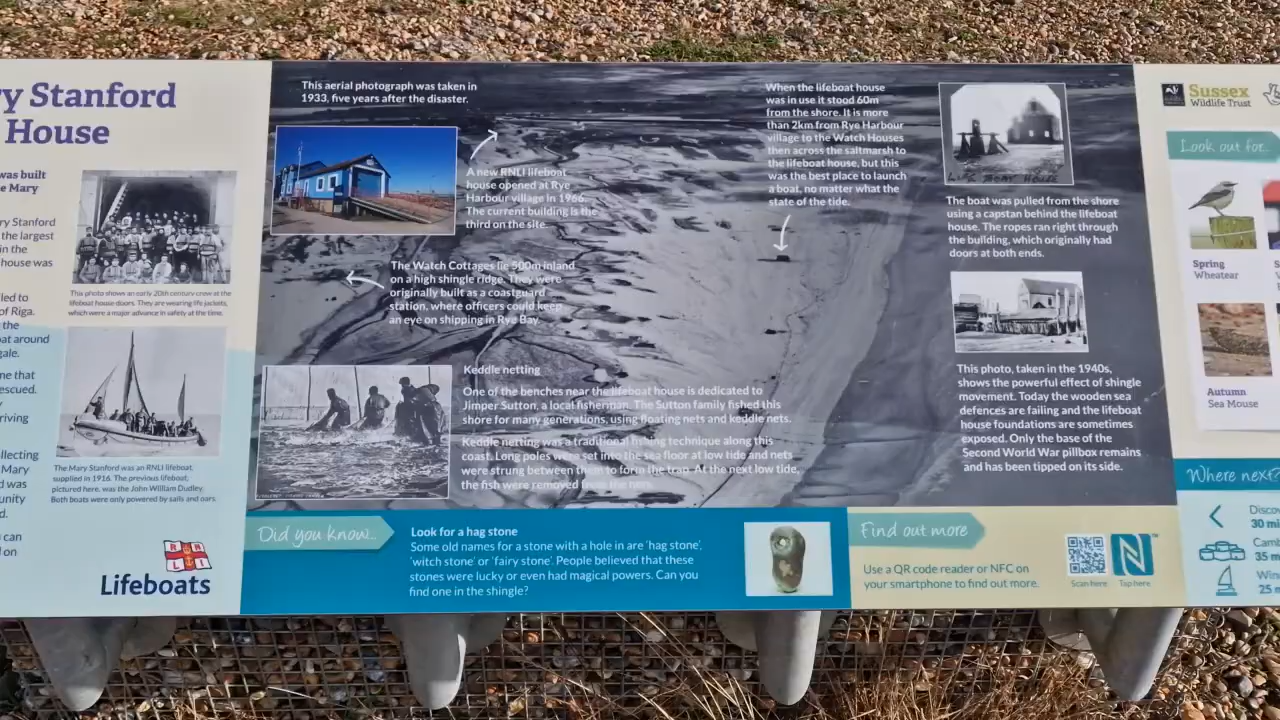 y Stanford
House
was built
e Mary
ry Stanford
the largest
in the
house was
led to
of Riga.
the
oat around
gale.
ne that
escued.
y
riving
llecting
Mary
d was
unity
d.
can
d on
This photo shows an early 20th century crew at the
lifeboat house doors. They are wearing life jackets,
which were a major advance in safety at the time.
The Mary Stanford was an RNLI lifeboat,
supplied in 1916. The previous lifeboat,
pictured here, was the John William Dudley.
Both boats were only powered by sails and oars.
RN
LI
Lifeboats
This aerial photograph was taken in
1933, five years after the disaster.
A new RNLI lifeboat
house opened at Rye
Harbour village in 1966.
The current building is the
third on the site.
The Watch Cottages lie 500m inland
on a high shingle ridge. They were
originally built as a coastguard
station, where officers could keep
an eye on shipping in Rye Bay.
Keddle netting
One of the benches near the lifeboat house is dedicated to
Jimper Sutton, a local fisherman. The Sutton family fished this
shore for many generations, using floating nets and keddle nets.
Keddle netting was a traditional fishing technique along this
coast. Long poles were set into the sea floor at low tide and nets
were strung between them to form the trap. At the next low tide,
the fish were removed from the nets.
When the lifeboat house
was in use it stood 60m
from the shore. It is more
than 2km from Rye Harbour
village to the Watch Houses
then across the saltmarsh to
the lifeboat house, but this
was the best place to launch
a boat, no matter what the
state of the tide.
LIFE BOAT HOUSE
The boat was pulled from the shore
using a capstan behind the lifeboat
house. The ropes ran right through
the building, which originally had
doors at both ends.
This photo, taken in the 1940s,
shows the powerful effect of shingle
movement. Today the wooden sea
defences are failing and the lifeboat
house foundations are sometimes
exposed. Only the base of the
Second World War pillbox remains
and has been tipped on its side.
Did you know...
Look for a hag stone
Some old names for a stone with a hole in are 'hag stone',
'witch stone' or 'fairy stone'. People believed that these
stones were lucky or even had magical powers. Can you
find one in the shingle?
Find out more
Use a QR code reader or NFC on
your smartphone to find out more.
Scan here
Tap here
Sussex
Wildlife Trust
Look out for...
Spring
Wheatear
S
Autumn
Sea Mouse
Where next?
Disco
30 mi
Camb
35 m
Win
25 m